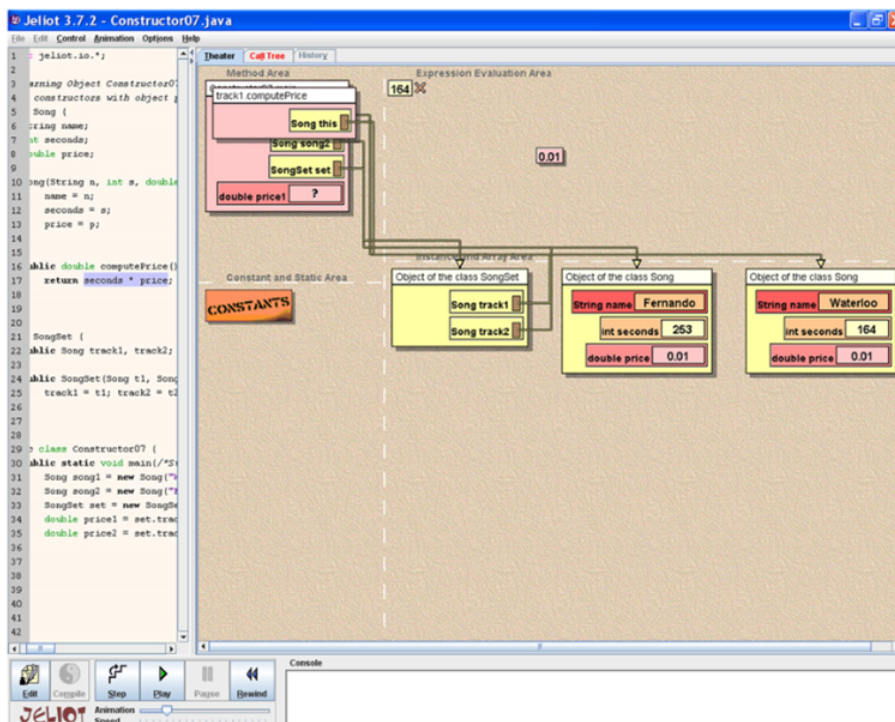 Jeliot 3.7.2 - Constructor07.java
File Edit Control Animation Options Help
1 jeliot.io.*;
2
3 arning Object Constructor07
4 constructors with object p
5 Song {
6 tring name;
7 nt seconds;
8 ouble price;
9
10 ong(String n, int s, double
11 name = n;
12 seconds = s;
13 price = p;
14
15
16 ublic double computePrice()
17 return seconds * price;
18
19
20
21 SongSet {
22 ublic Song track1, track2;
23
24 ublic SongSet(Song t1, Song
25 track1 = t1; track2 = t2
26
27
28
29 class Constructor07 {
30 ublic static void main(/*S
31 Song song1 = new Song("
32 Song song2 = new Song("
33 SongSet set = new SongSe
34 double price1 = set.trac
35 double price2 = set.trac
36
37
38
39
40
41
42
Theater Call Tree History
Method Area
track1.computePrice
Song this
Song song2
SongSet set
double price1 ?
Expression Evaluation Area
164
0.01
Constant and Static Area
CONSTANTS
Instance and Array Area
Object of the class SongSet
Song track1
Song track2
Object of the class Song
String name Fernando
int seconds 253
double price 0.01
Object of the class Song
String name Waterloo
int seconds 164
double price 0.01
Edit Compile Step Play Pause Rewind
JELIOT
Animation
Speed
Console